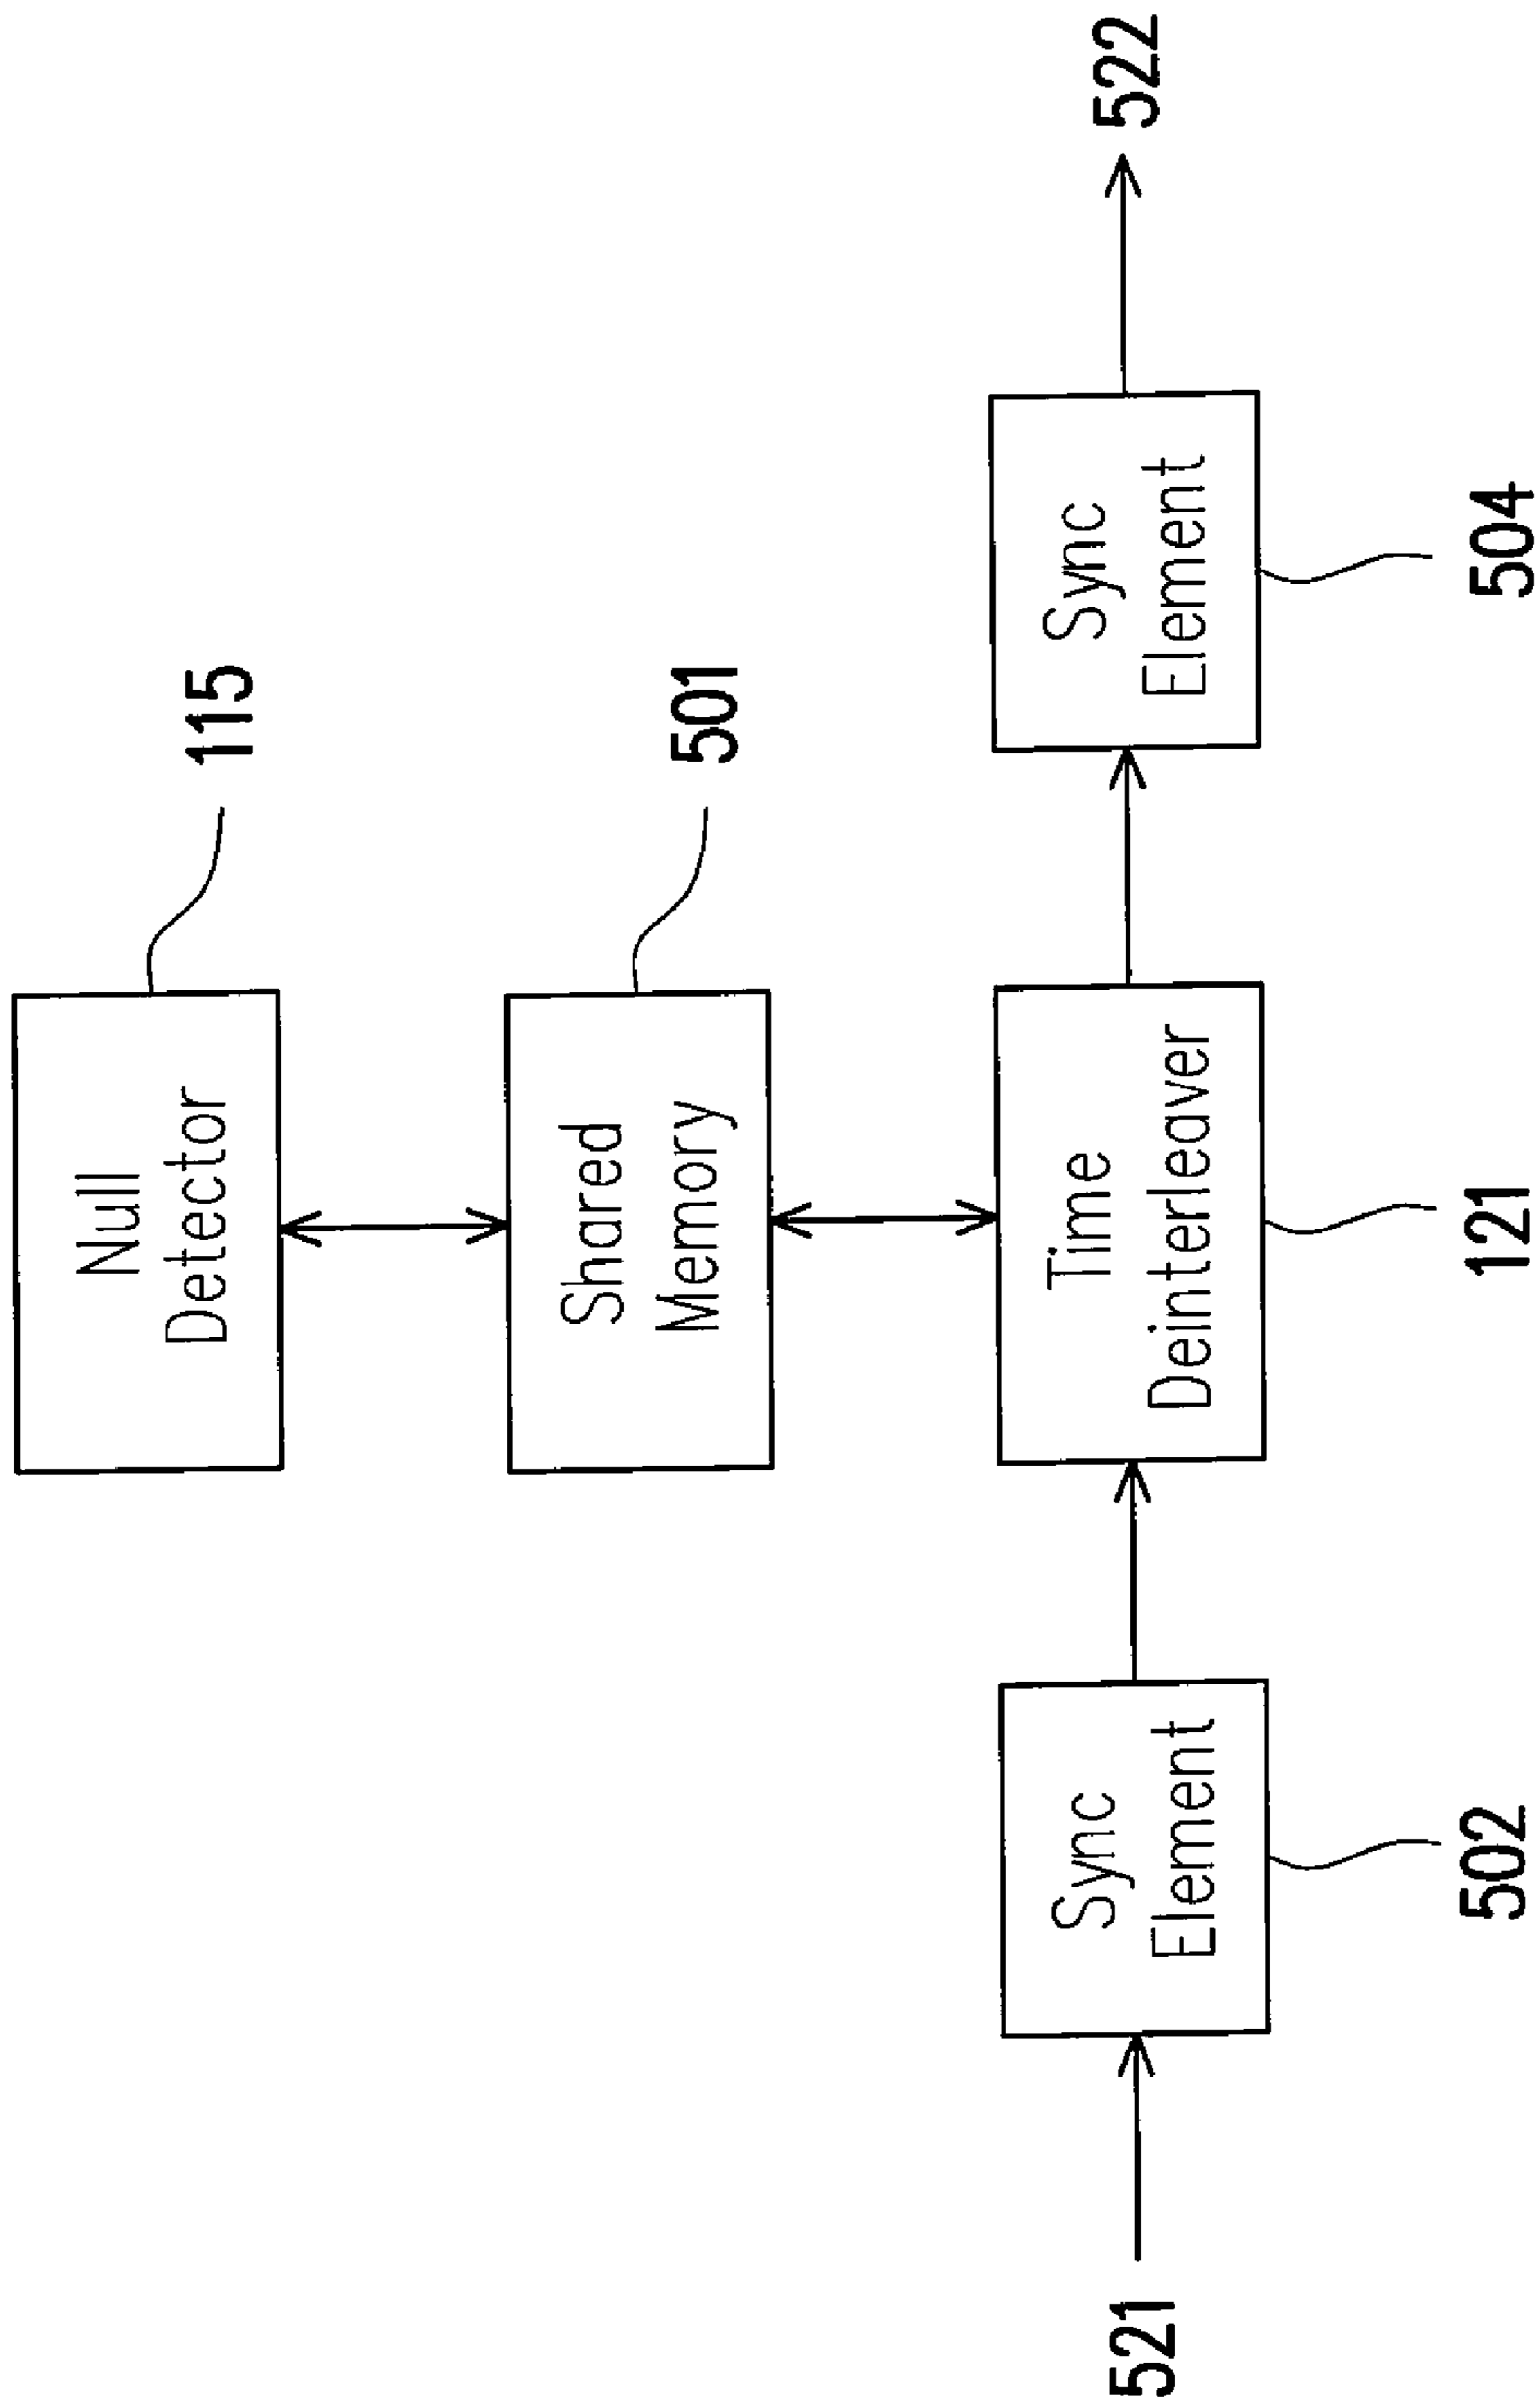 Null
Detector
115
Shared
Memory
501
521
Sync
Element
502
Time
Deinterleaver
121
Sync
Element
504
522